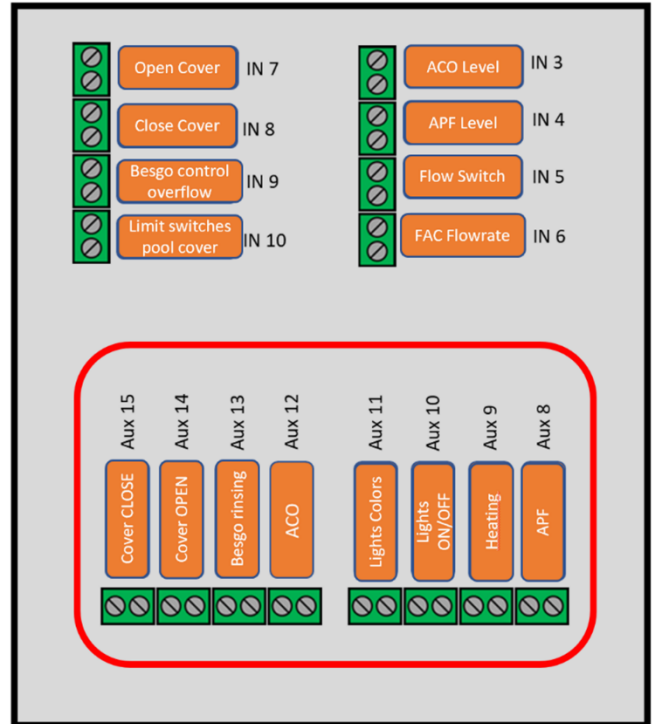 Open Cover IN 7
Close Cover IN 8
Besgo control
overflow IN 9
Limit switches
pool cover IN 10
ACO Level IN 3
APF Level IN 4
Flow Switch IN 5
FAC Flowrate IN 6
Aux 15
Aux 14
Aux 13
Aux 12
Aux 11
Aux 10
Aux 9
Aux 8
Cover CLOSE
Cover OPEN
Besgo rinsing
ACO
Lights Colors
Lights
ON/OFF
Heating
APF